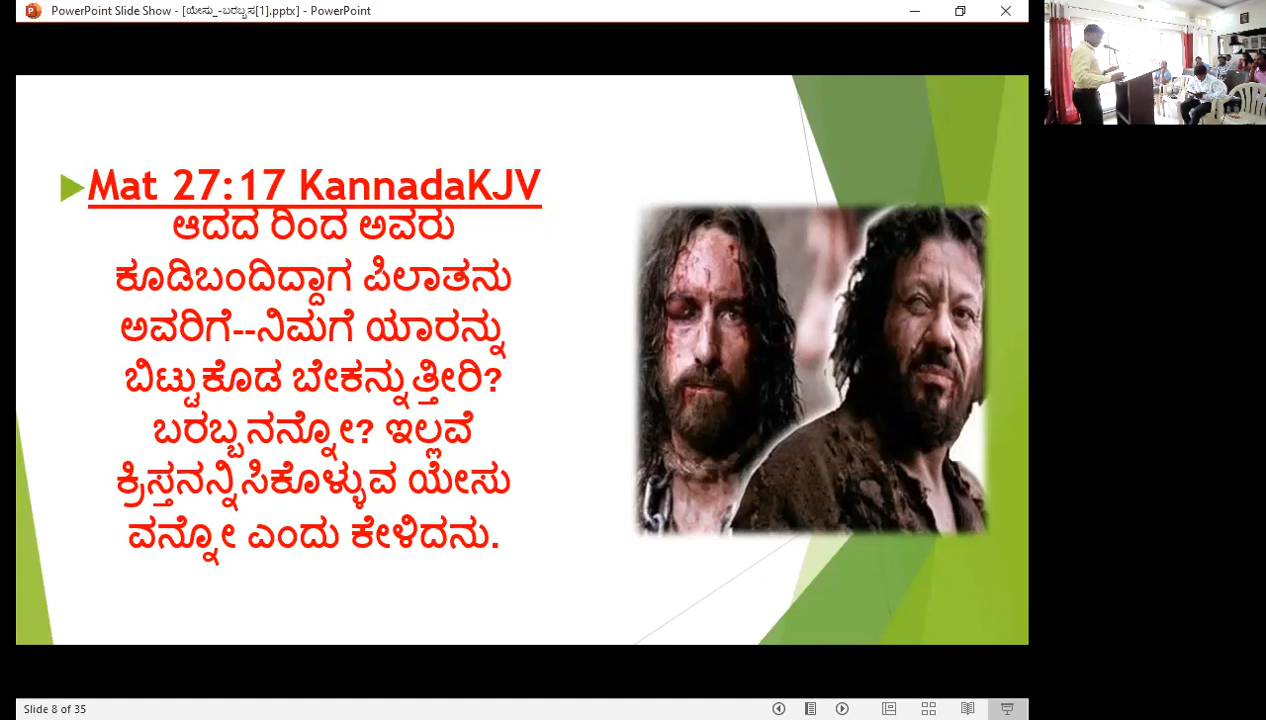 PowerPoint Slide Show - [ಯೇಸು_-ಬರಬ್ಬಸ[1].pptx] - PowerPoint
Mat 27:17 KannadaKJV
ಆದದ ರಿಂದ ಅವರು
ಕೂಡಿಬಂದಿದ್ದಾಗ ಪಿಲಾತನು
ಅವರಿಗೆ--ನಿಮಗೆ ಯಾರನ್ನು
ಬಿಟ್ಟುಕೊಡ ಬೇಕನ್ನುತ್ತೀರಿ?
ಬರಬ್ಬನನ್ನೋ? ಇಲ್ಲವೆ
ಕ್ರಿಸ್ತನನ್ನಿಸಿಕೊಳ್ಳುವ ಯೇಸು
ವನ್ನೋ ಎಂದು ಕೇಳಿದನು.
Slide 8 of 35